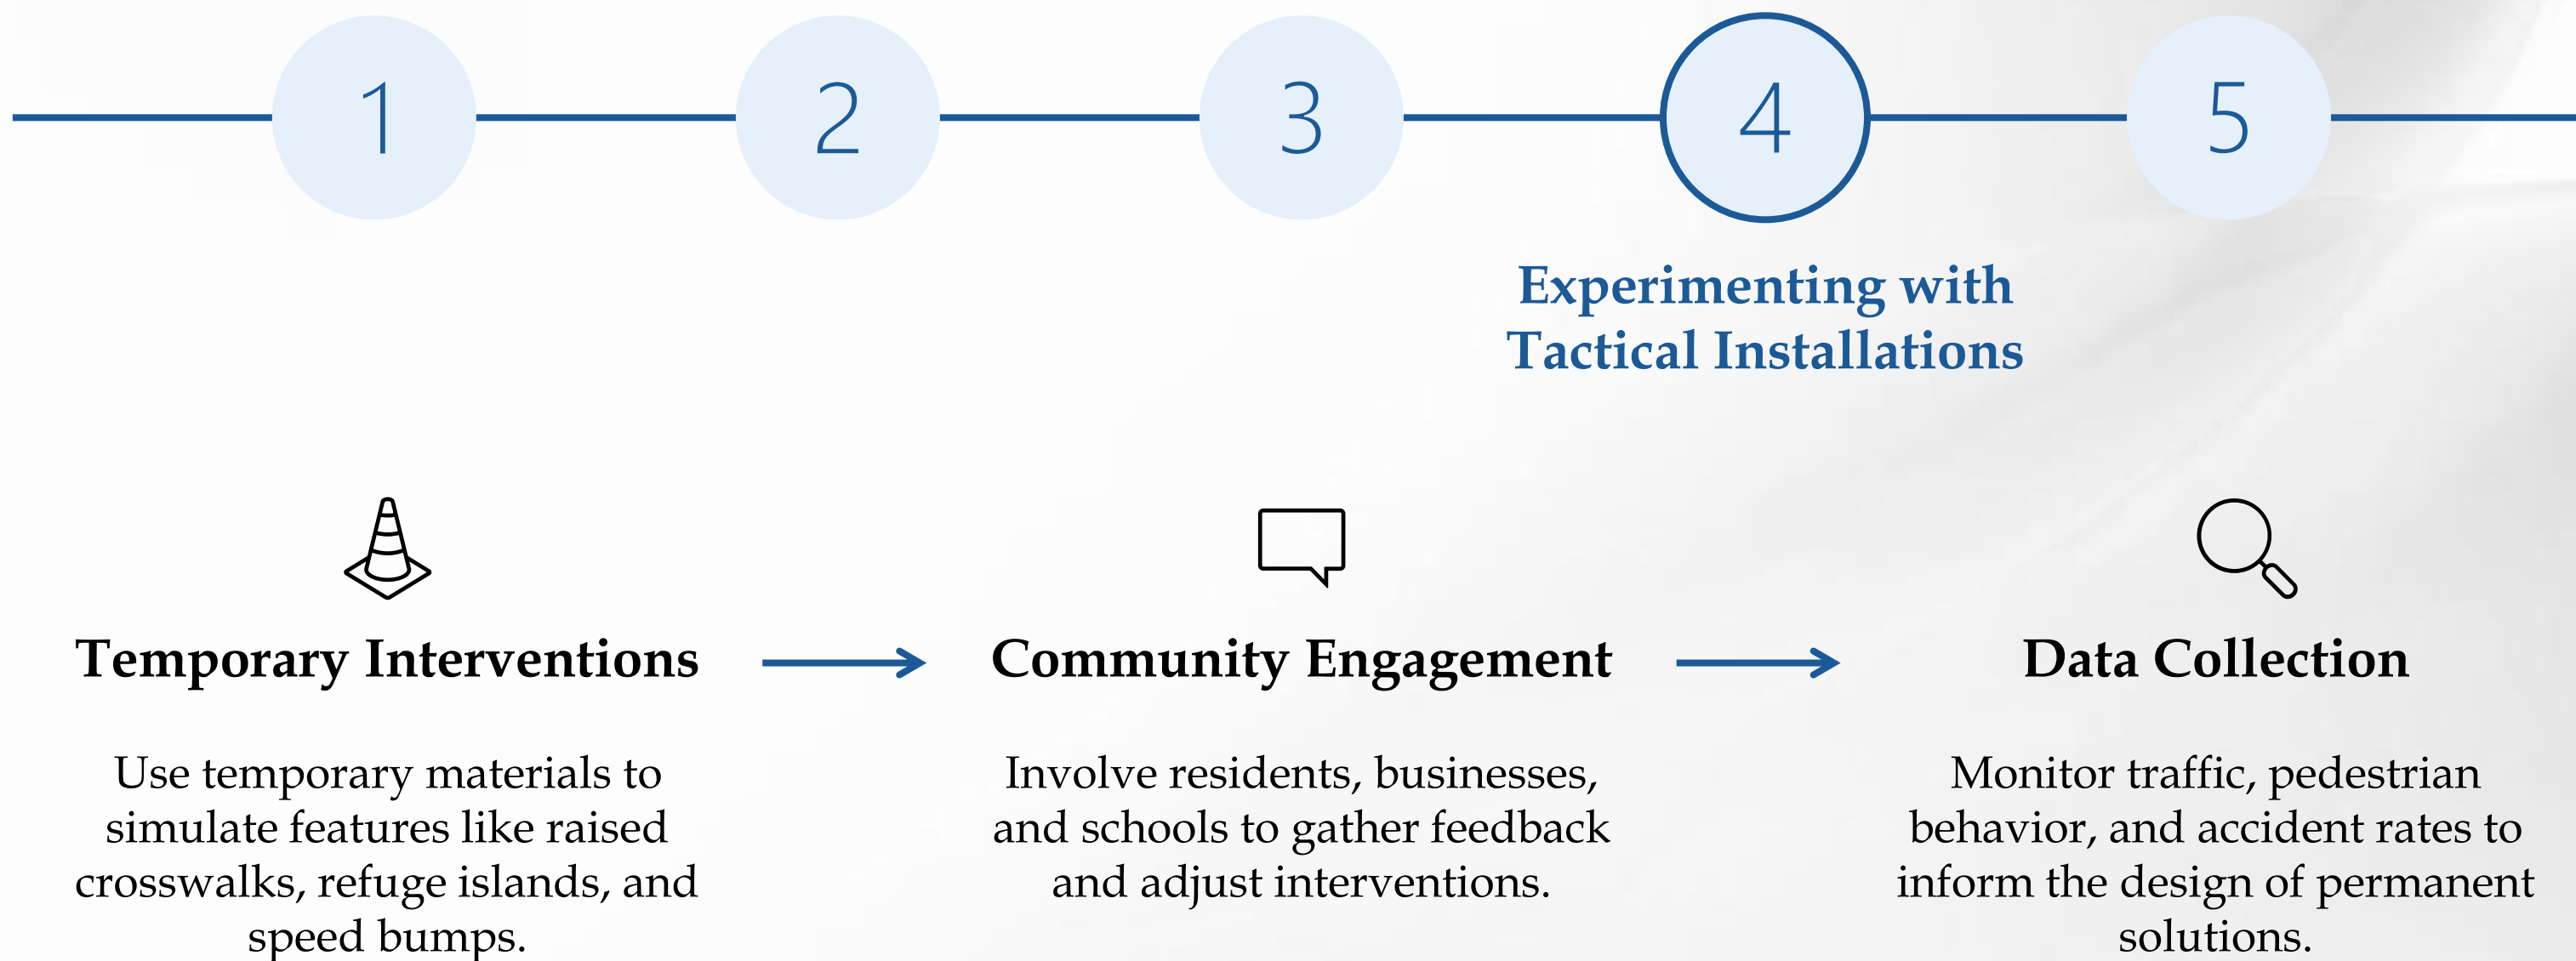 1
2
3
4
5
Experimenting with
Tactical Installations
Temporary Interventions
Use temporary materials to
simulate features like raised
crosswalks, refuge islands, and
speed bumps.
Community Engagement
Involve residents, businesses,
and schools to gather feedback
and adjust interventions.
Data Collection
Monitor traffic, pedestrian
behavior, and accident rates to
inform the design of permanent
solutions.